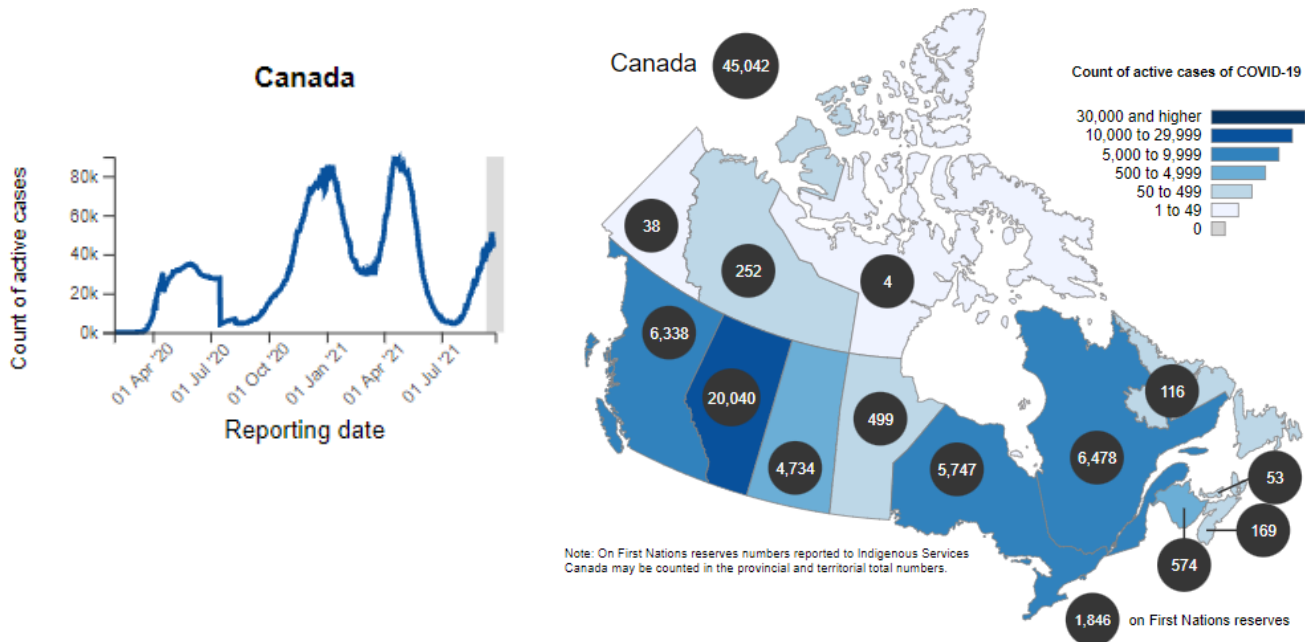 Canada
Count of active cases
80k
60k
40k
20k
0k
01 Apr '20
01 Jul '20
01 Oct '20
01 Jan '21
01 Apr '21
01 Jul '21
Reporting date
Canada
45,042
Count of active cases of COVID-19
30,000 and higher
10,000 to 29,999
5,000 to 9,999
500 to 4,999
50 to 499
1 to 49
0
38
252
4
6,338
20,040
4,734
499
5,747
6,478
116
53
169
574
Note: On First Nations reserves numbers reported to Indigenous Services
Canada may be counted in the provincial and territorial total numbers.
1,846 on First Nations reserves